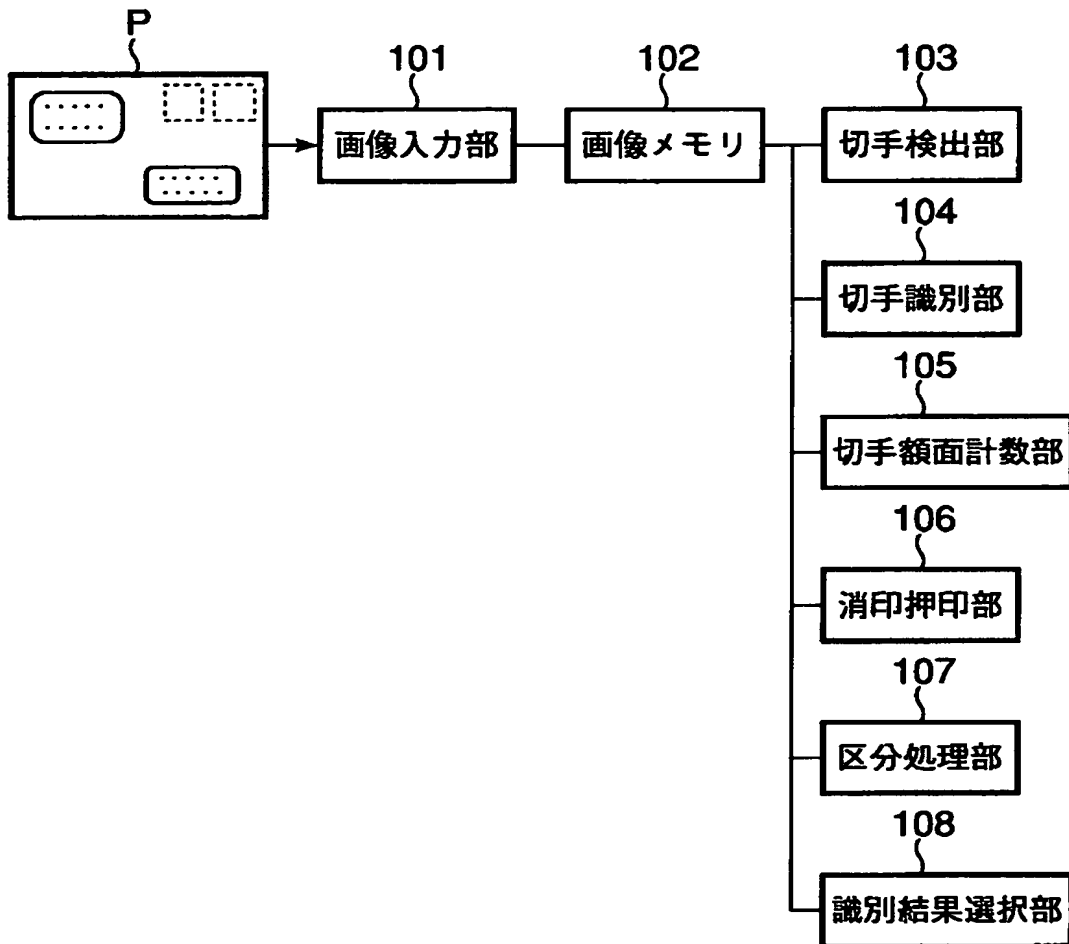 P
101
102
103
画像入力部
画像メモリ
切手検出部
104
切手識別部
105
切手額面計数部
106
消印押印部
107
区分処理部
108
識別結果選択部